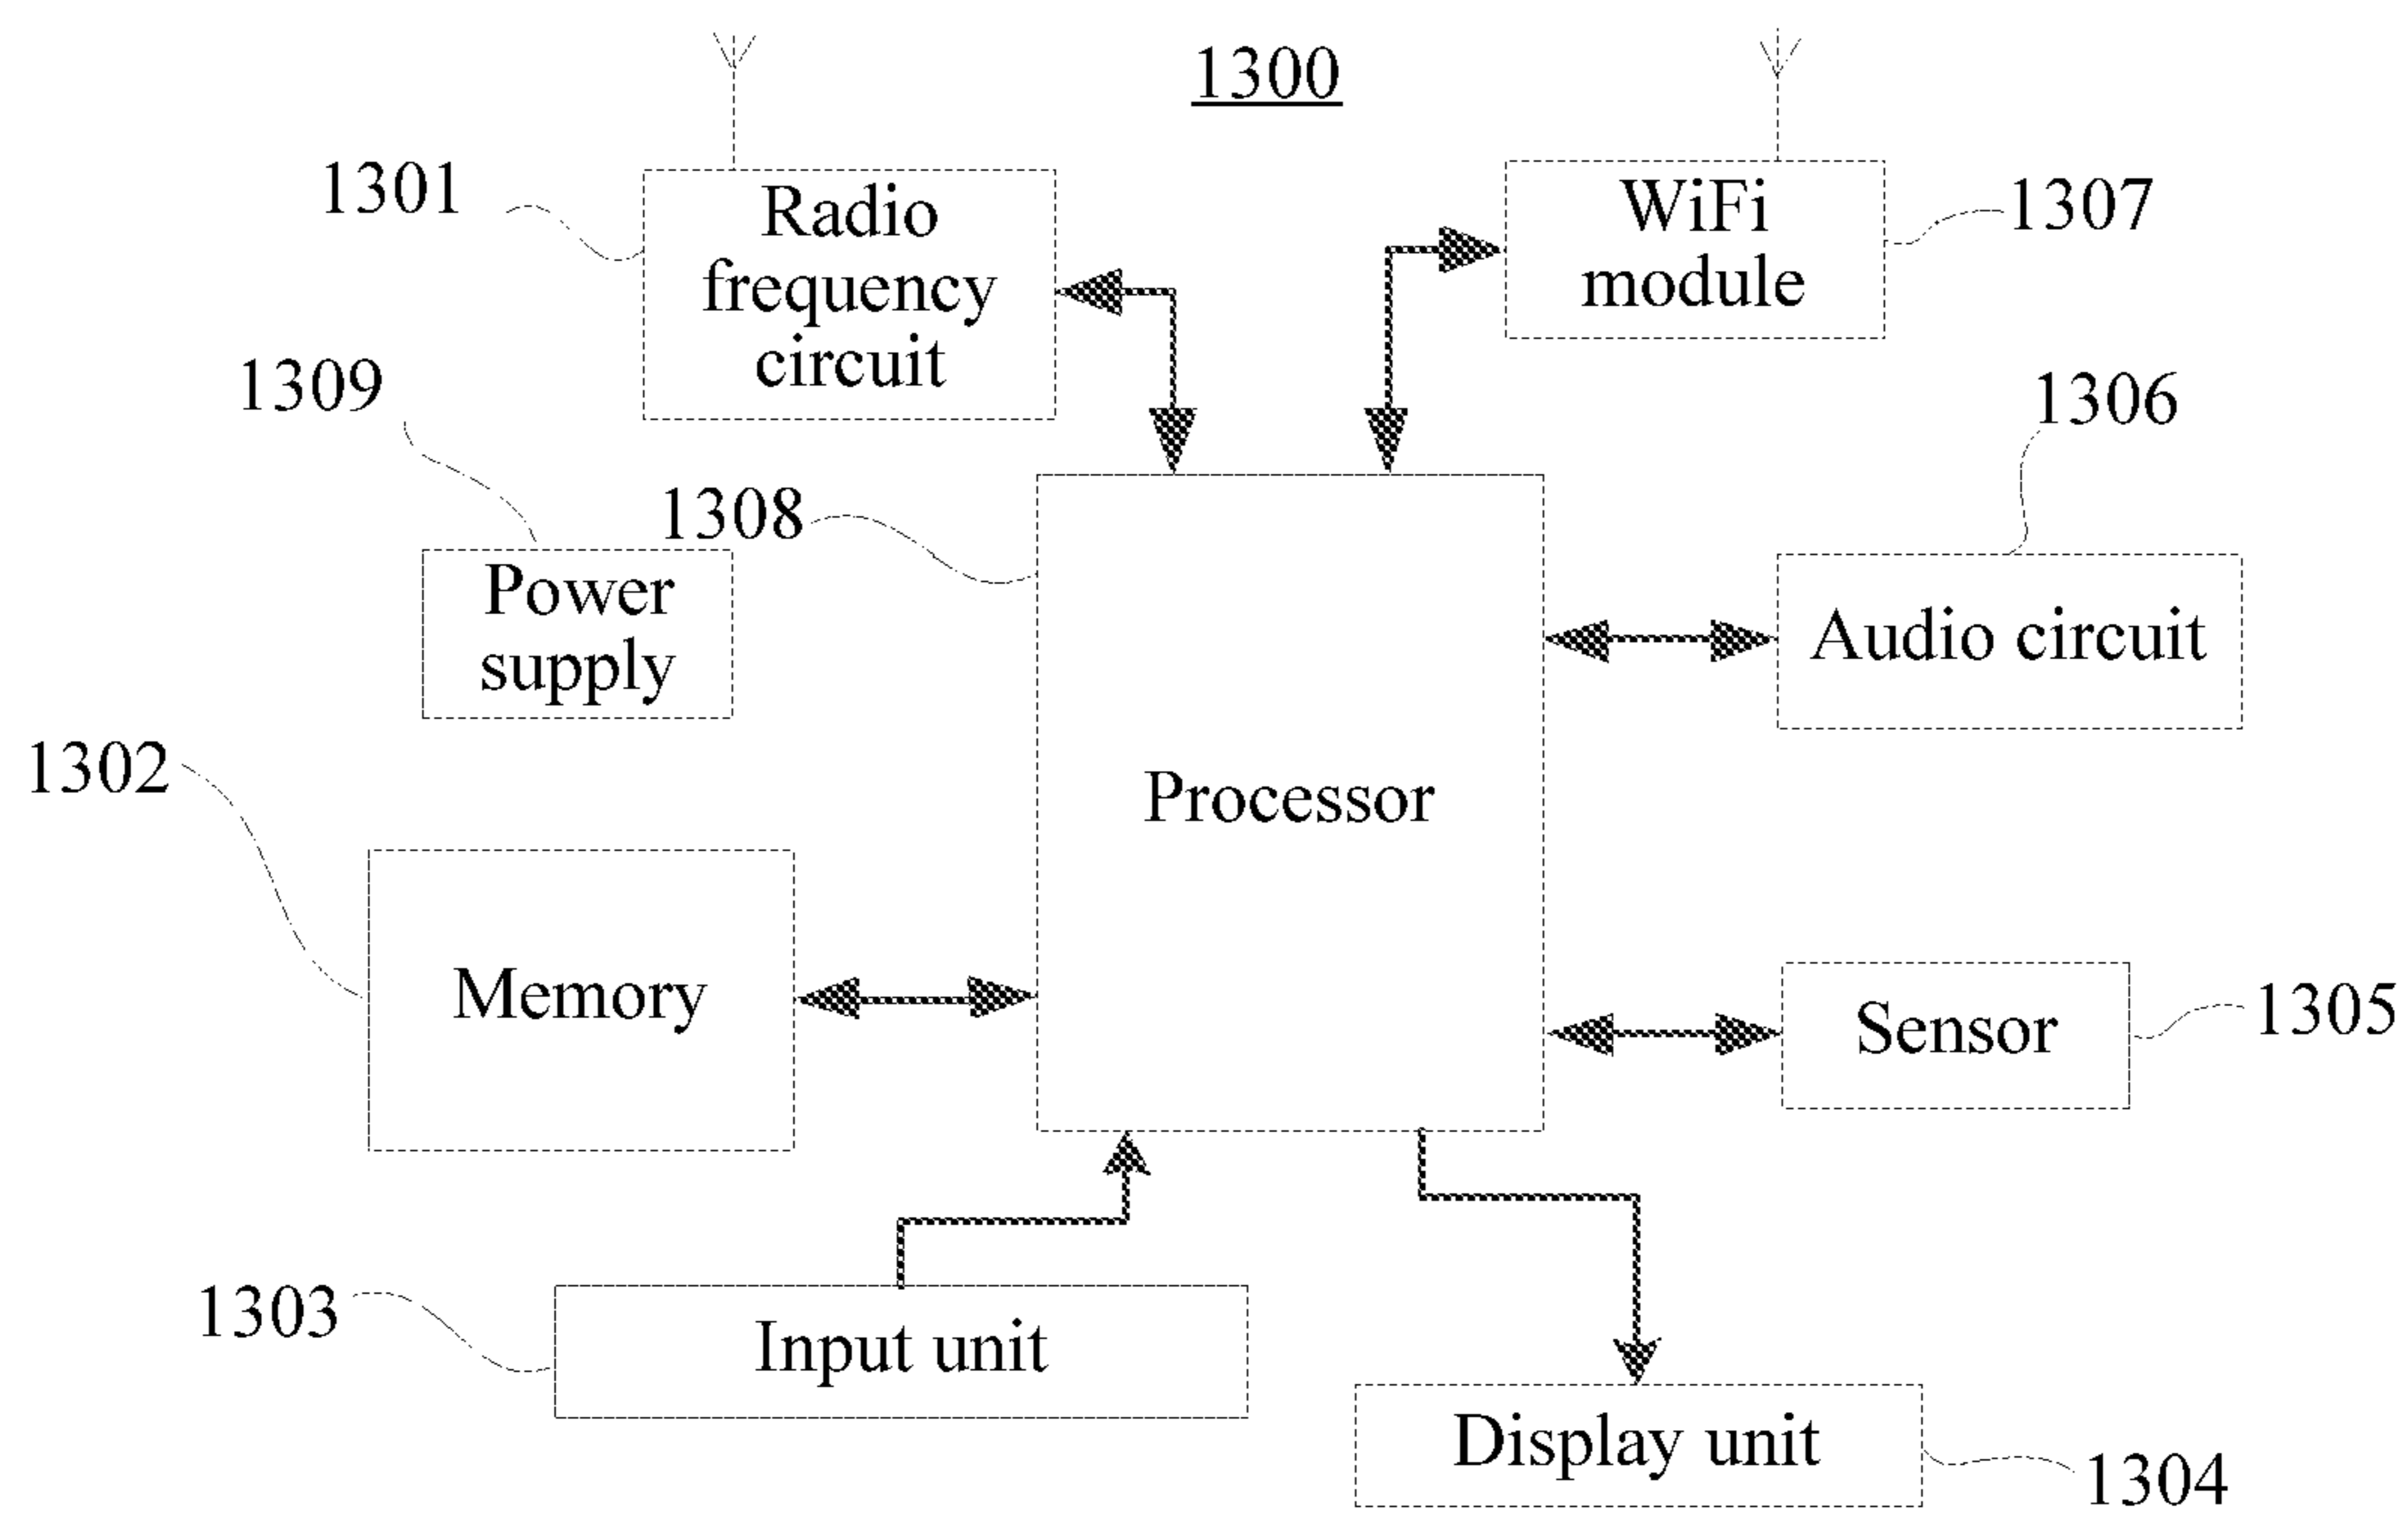 1300
1301
Radio
frequency
circuit
WiFi
module
1307
1309
1306
1308
Power
supply
Audio circuit
1302
Processor
Memory
Sensor
1305
1303
Input unit
Display unit
1304